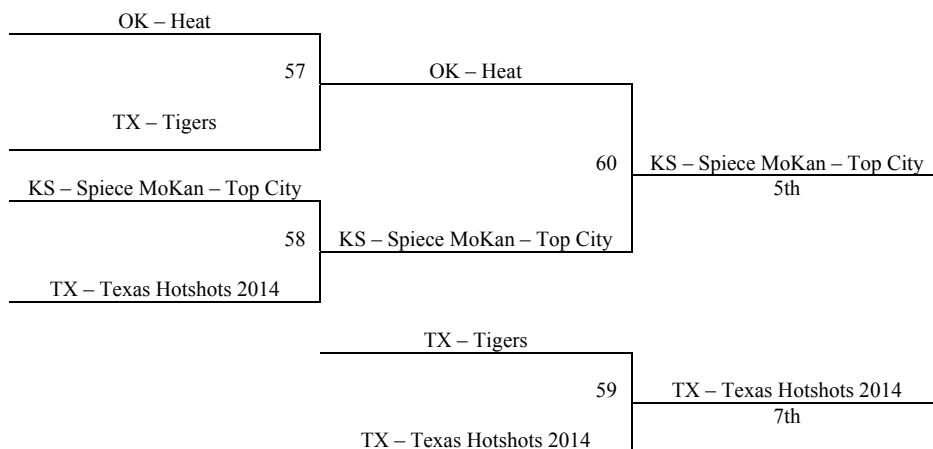 OK – Heat
57
OK – Heat
TX – Tigers
60
KS – Spiece MoKan – Top City
5th
KS – Spiece MoKan – Top City
58
KS – Spiece MoKan – Top City
TX – Texas Hotshots 2014
TX – Tigers
59
TX – Texas Hotshots 2014
7th
TX – Texas Hotshots 2014